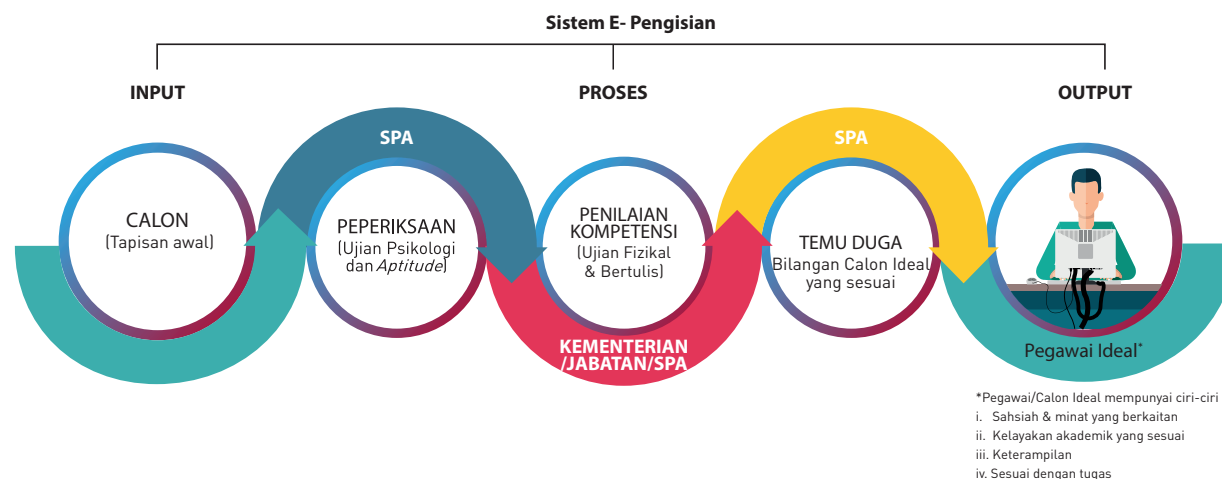 Sistem E- Pengisian
INPUT
PROSES
OUTPUT
SPA
SPA
CALON
(Tapisan awal)
PEPERIKSAAN
(Ujian Psikologi
dan Aptitude)
PENILAIAN
KOMPETENSI
(Ujian Fizikal
& Bertulis)
TEMU DUGA
Bilangan Calon Ideal
yang sesuai
KEMENTERIAN
/JABATAN/SPA
Pegawai Ideal*
*Pegawai/Calon Ideal mempunyai ciri-ciri
i. Sahsiah & minat yang berkaitan
ii. Kelayakan akademik yang sesuai
iii. Keterampilan
iv. Sesuai dengan tugas